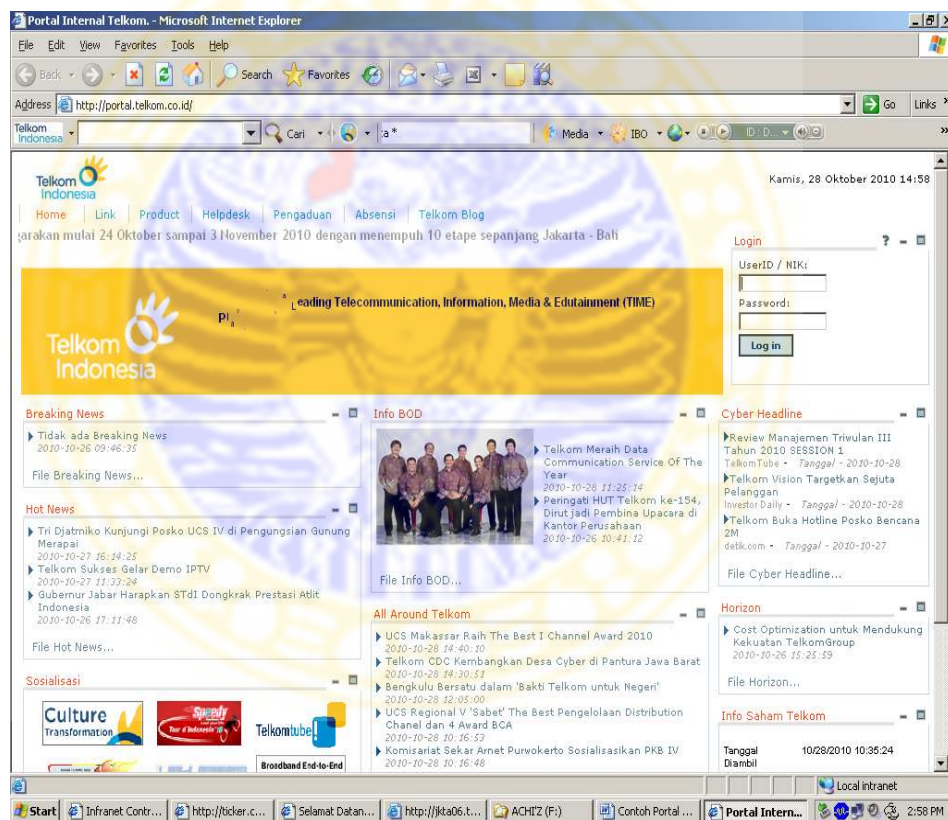 Portal Internal Telkom. - Microsoft Internet Explorer
File Edit View Favorites Tools Help
Back Search Favorites
Address http://portal.telkom.co.id/ Go Links
Telkom Indonesia Cari :a * Media IBO ID: D...
Telkom
Indonesia
Kamis, 28 Oktober 2010 14:58
Home Link Product Helpdesk Pengaduan Absensi Telkom Blog
garakan mulai 24 Oktober sampai 3 November 2010 dengan menempuh 10 etape sepanjang Jakarta - Bali
Login
UserID / NIK:
Password:
Log in
eading Telecommunication, Information, Media & Edutainment (TIME)
Telkom
Indonesia
Breaking News
Tidak ada Breaking News
2010-10-26 09:46:35
File Breaking News...
Hot News
Tri Djatmiko Kunjungi Posko UCS IV di Pengungsian Gunung
Merapai
2010-10-27 16:14:25
Telkom Sukses Gelar Demo IPTV
2010-10-27 11:33:24
Gubernur Jabar Harapkan STdI Dongkrak Prestasi Atlit
Indonesia
2010-10-26 17:11:48
File Hot News...
Sosialisasi
Culture
Transformation
Speedy
Tour d'Indonesia
Telkomtube
Broadband End-to-End
Info BOD
Telkom Meraih Data
Communication Service Of The
Year
2010-10-28 11:25:14
Peringati HUT Telkom ke-154,
Dirut jadi Pembina Upacara di
Kantor Perusahaan
2010-10-26 10:41:12
File Info BOD...
All Around Telkom
UCS Makassar Raih The Best I Channel Award 2010
2010-10-28 14:40:10
Telkom CDC Kembangkan Desa Cyber di Pantura Jawa Barat
2010-10-28 14:30:51
Bengkulu Bersatu dalam 'Bakti Telkom untuk Negeri'
2010-10-28 12:05:00
UCS Regional V 'Sabet' The Best Pengelolaan Distribution
Chanel dan 4 Award BCA
2010-10-28 10:16:53
Komisariat Sekar Arnet Purwokerto Sosialisasikan PKB IV
2010-10-28 10:16:48
Cyber Headline
Review Manajemen Triwulan III
Tahun 2010 SESSION 1
TelkomTube - Tanggal - 2010-10-28
Telkom Vision Targetkan Sejuta
Pelanggan
Investor Daily - Tanggal - 2010-10-28
Telkom Buka Hotline Posko Bencana
2M
detik.com - Tanggal - 2010-10-27
File Cyber Headline...
Horizon
Cost Optimization untuk Mendukung
Kekuatan TelkomGroup
2010-10-26 15:25:59
File Horizon...
Info Saham Telkom
Tanggal 10/28/2010 10:35:24
Diambil
Local intranet
Start Infranet Contr... http://ticker.c... Selamat Datan... http://jkta06.t... ACHI'Z (F:) Contoh Portal ... Portal Intern... 2:58 PM